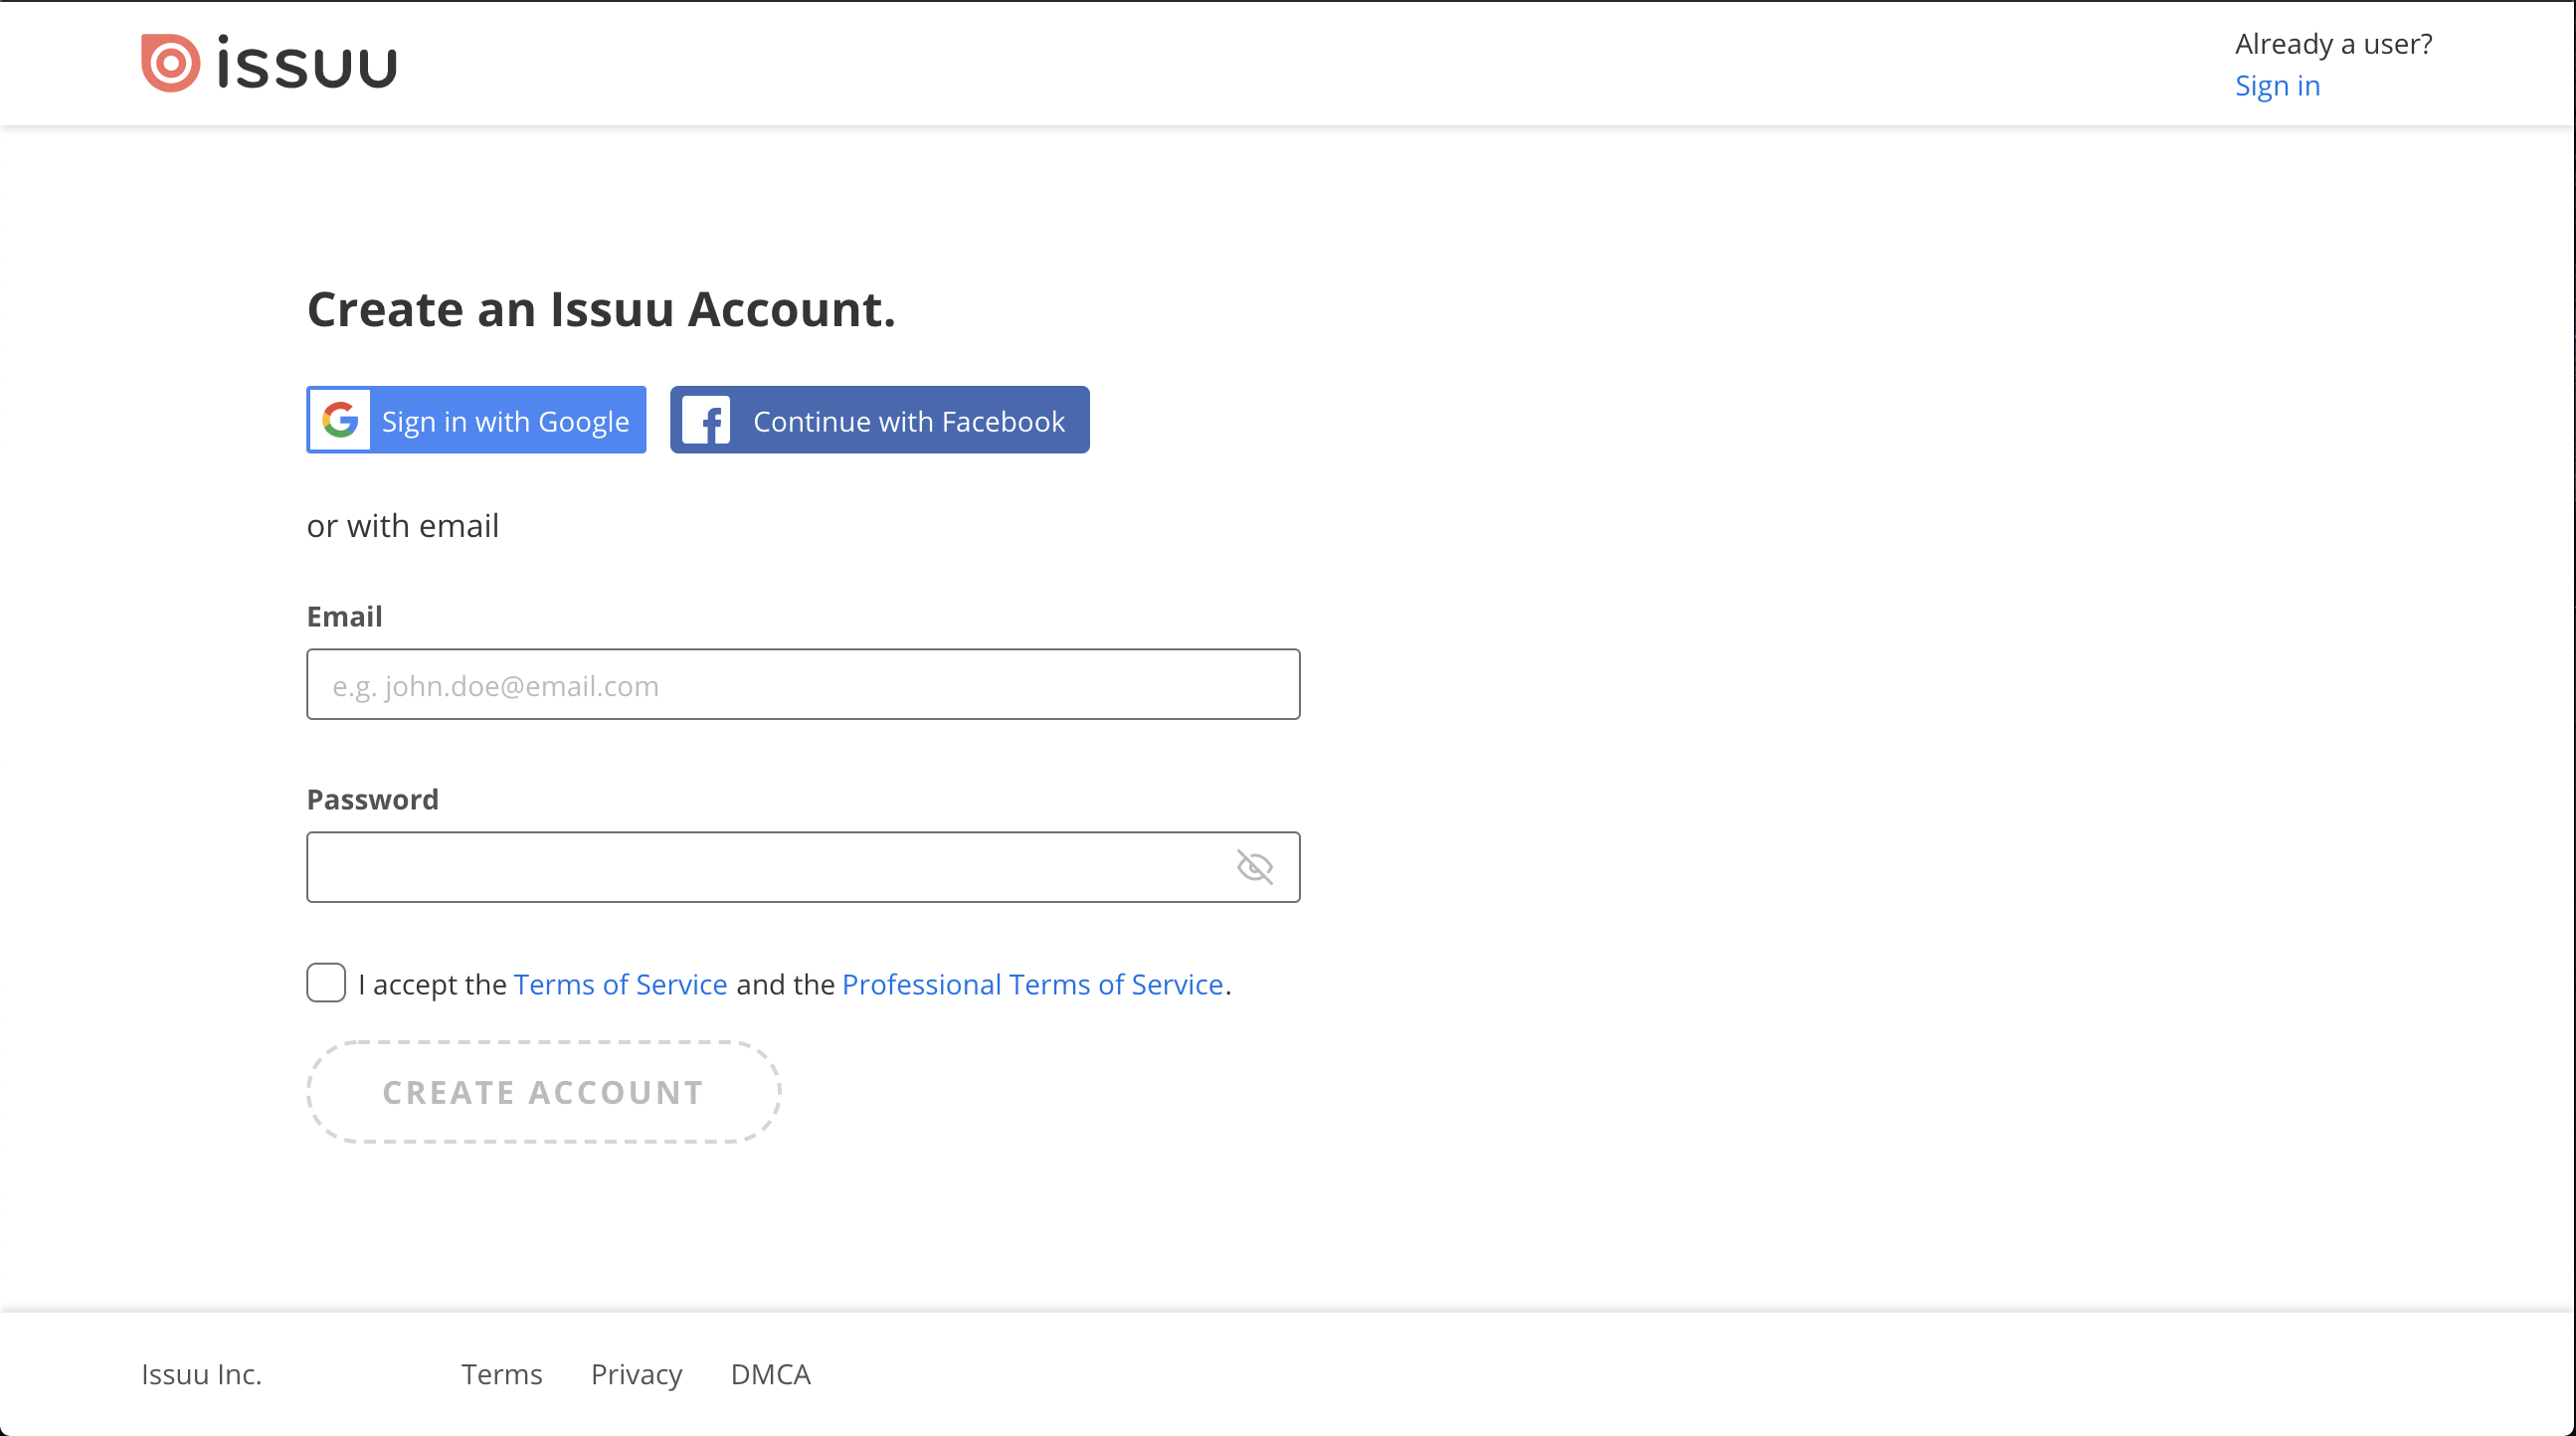 issuu
Already a user?
Sign in
Create an Issuu Account.
Sign in with Google
Continue with Facebook
or with email
Email
e.g. john.doe@email.com
Password
I accept the Terms of Service and the Professional Terms of Service.
CREATE ACCOUNT
Issuu Inc.
Terms
Privacy
DMCA